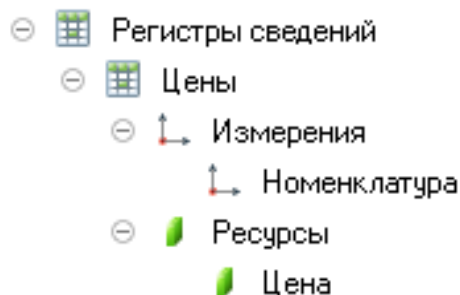 Регистры сведений
Цены
Измерения
Номенклатура
Ресурсы
Цена